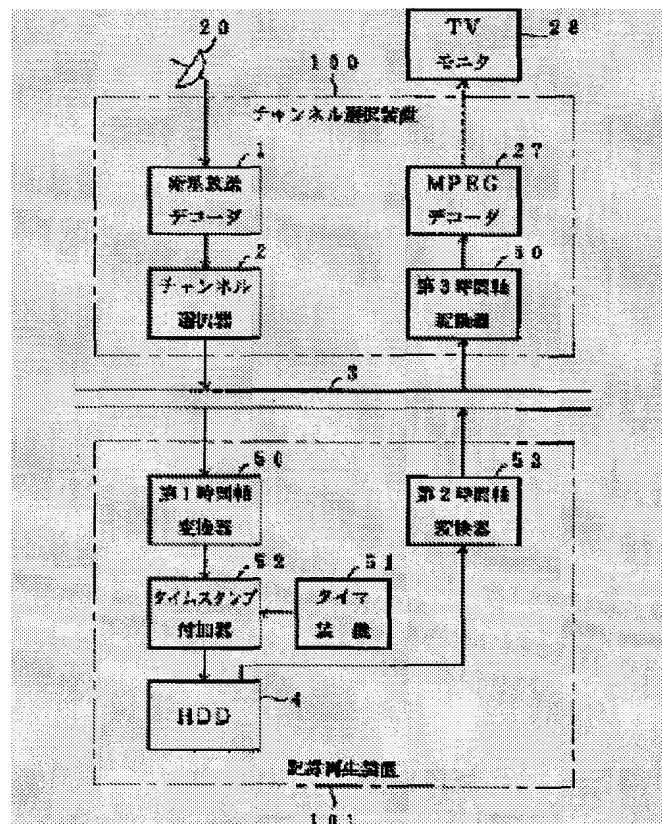 20
TV
モニタ
28
100
チャンネル選択装置
1
衛星放送
デコーダ
27
MPEG
デコーダ
2
チャンネル
選択器
第3時間軸
変換器
3
第1時間軸
変換器
53
第2時間軸
変換器
52
タイムスタンプ
付加器
51
タイマ
装置
HDD
4
記録再生装置
101